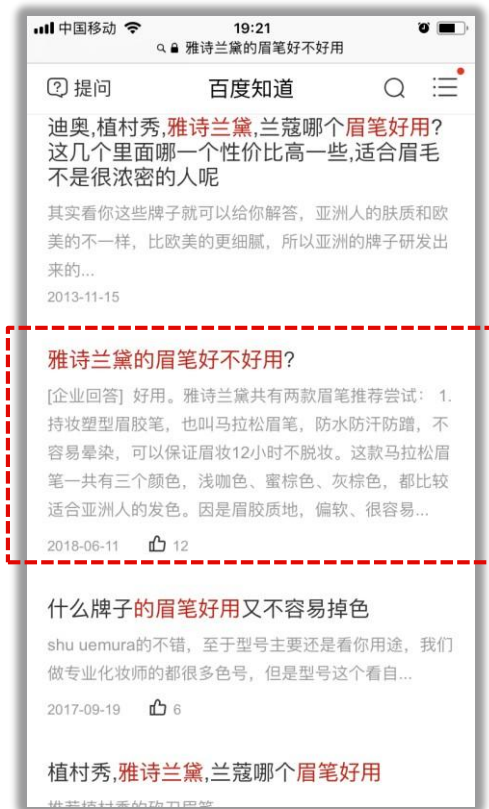 中国移动 19:21
雅诗兰黛的眉笔好不好用
提问 百度知道
迪奥,植村秀,雅诗兰黛,兰蔻哪个眉笔好用?
这几个里面哪一个性价比高一些,适合眉毛
不是很浓密的人呢
其实看你这些牌子就可以给你解答，亚洲人的肤质和欧
美的不一样，比欧美的更细腻，所以亚洲的牌子研发出
来的...
2013-11-15
雅诗兰黛的眉笔好不好用?
[企业回答] 好用。雅诗兰黛共有两款眉笔推荐尝试： 1.
持妆塑型眉胶笔，也叫马拉松眉笔，防水防汗防蹭，不
容易晕染，可以保证眉妆12小时不脱妆。这款马拉松眉
笔一共有三个颜色，浅咖色、蜜棕色、灰棕色，都比较
适合亚洲人的发色。因是眉胶质地，偏软、很容易...
2018-06-11 12
什么牌子的眉笔好用又不容易掉色
shu uemura的不错，至于型号主要还是看你用途，我们
做专业化妆师的都很多色号，但是型号这个看自...
2017-09-19 6
植村秀,雅诗兰黛,兰蔻哪个眉笔好用